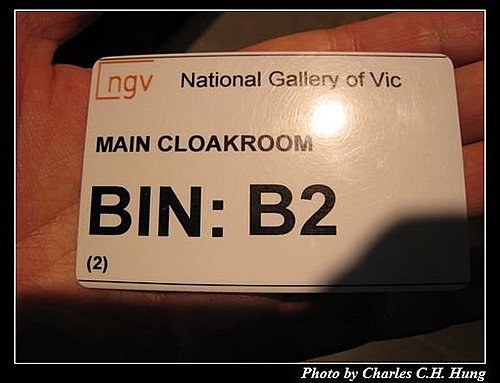 ngv
National Gallery of Vic
MAIN CLOAKROOM
BIN: B2
(2)
Photo by Charles C.H. Hung